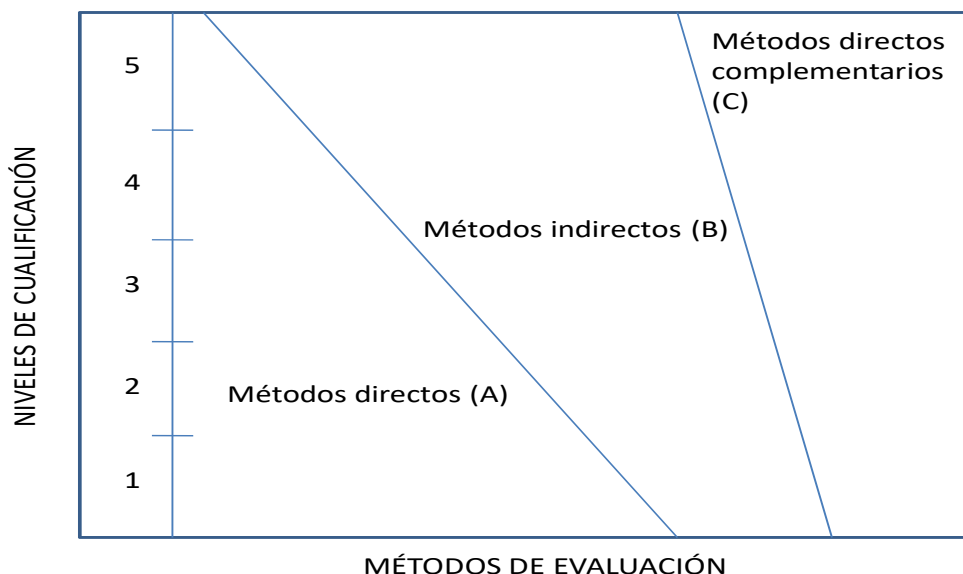 NIVELES DE CUALIFICACIÓN
5
4
3
2
1
Métodos directos
complementarios
(C)
Métodos indirectos (B)
Métodos directos (A)
MÉTODOS DE EVALUACIÓN